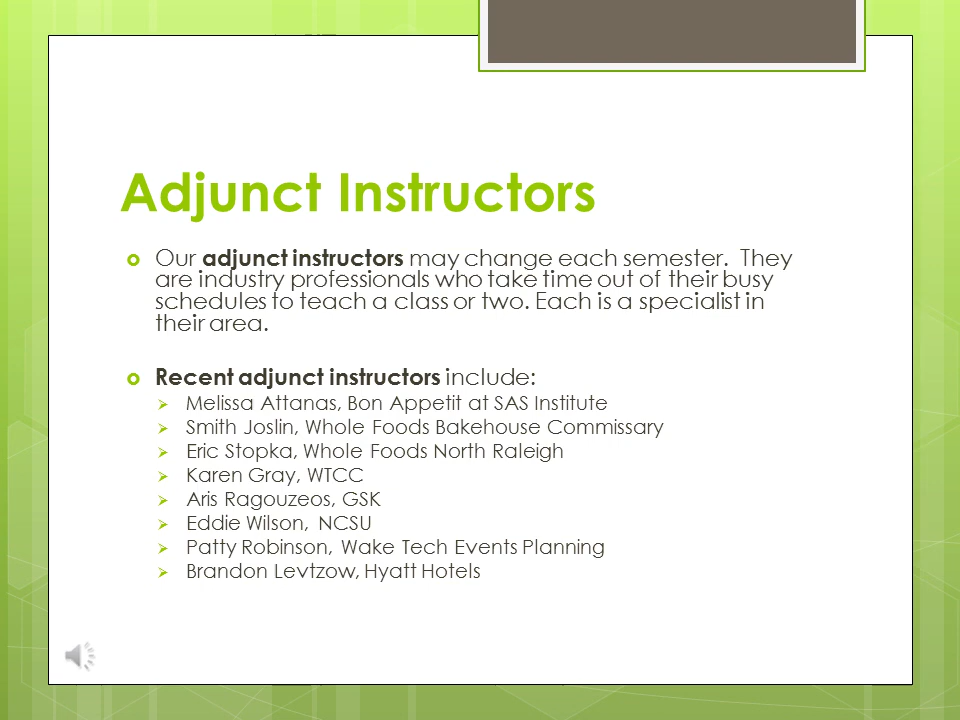 Adjunct Instructors
Our adjunct instructors may change each semester.  They
are industry professionals who take time out of their busy
schedules to teach a class or two. Each is a specialist in
their area.
Recent adjunct instructors include:
Melissa Attanas, Bon Appetit at SAS Institute
Smith Joslin, Whole Foods Bakehouse Commissary
Eric Stopka, Whole Foods North Raleigh
Karen Gray, WTCC
Aris Ragouzeos, GSK
Eddie Wilson,  NCSU
Patty Robinson, Wake Tech Events Planning
Brandon Levtzow, Hyatt Hotels